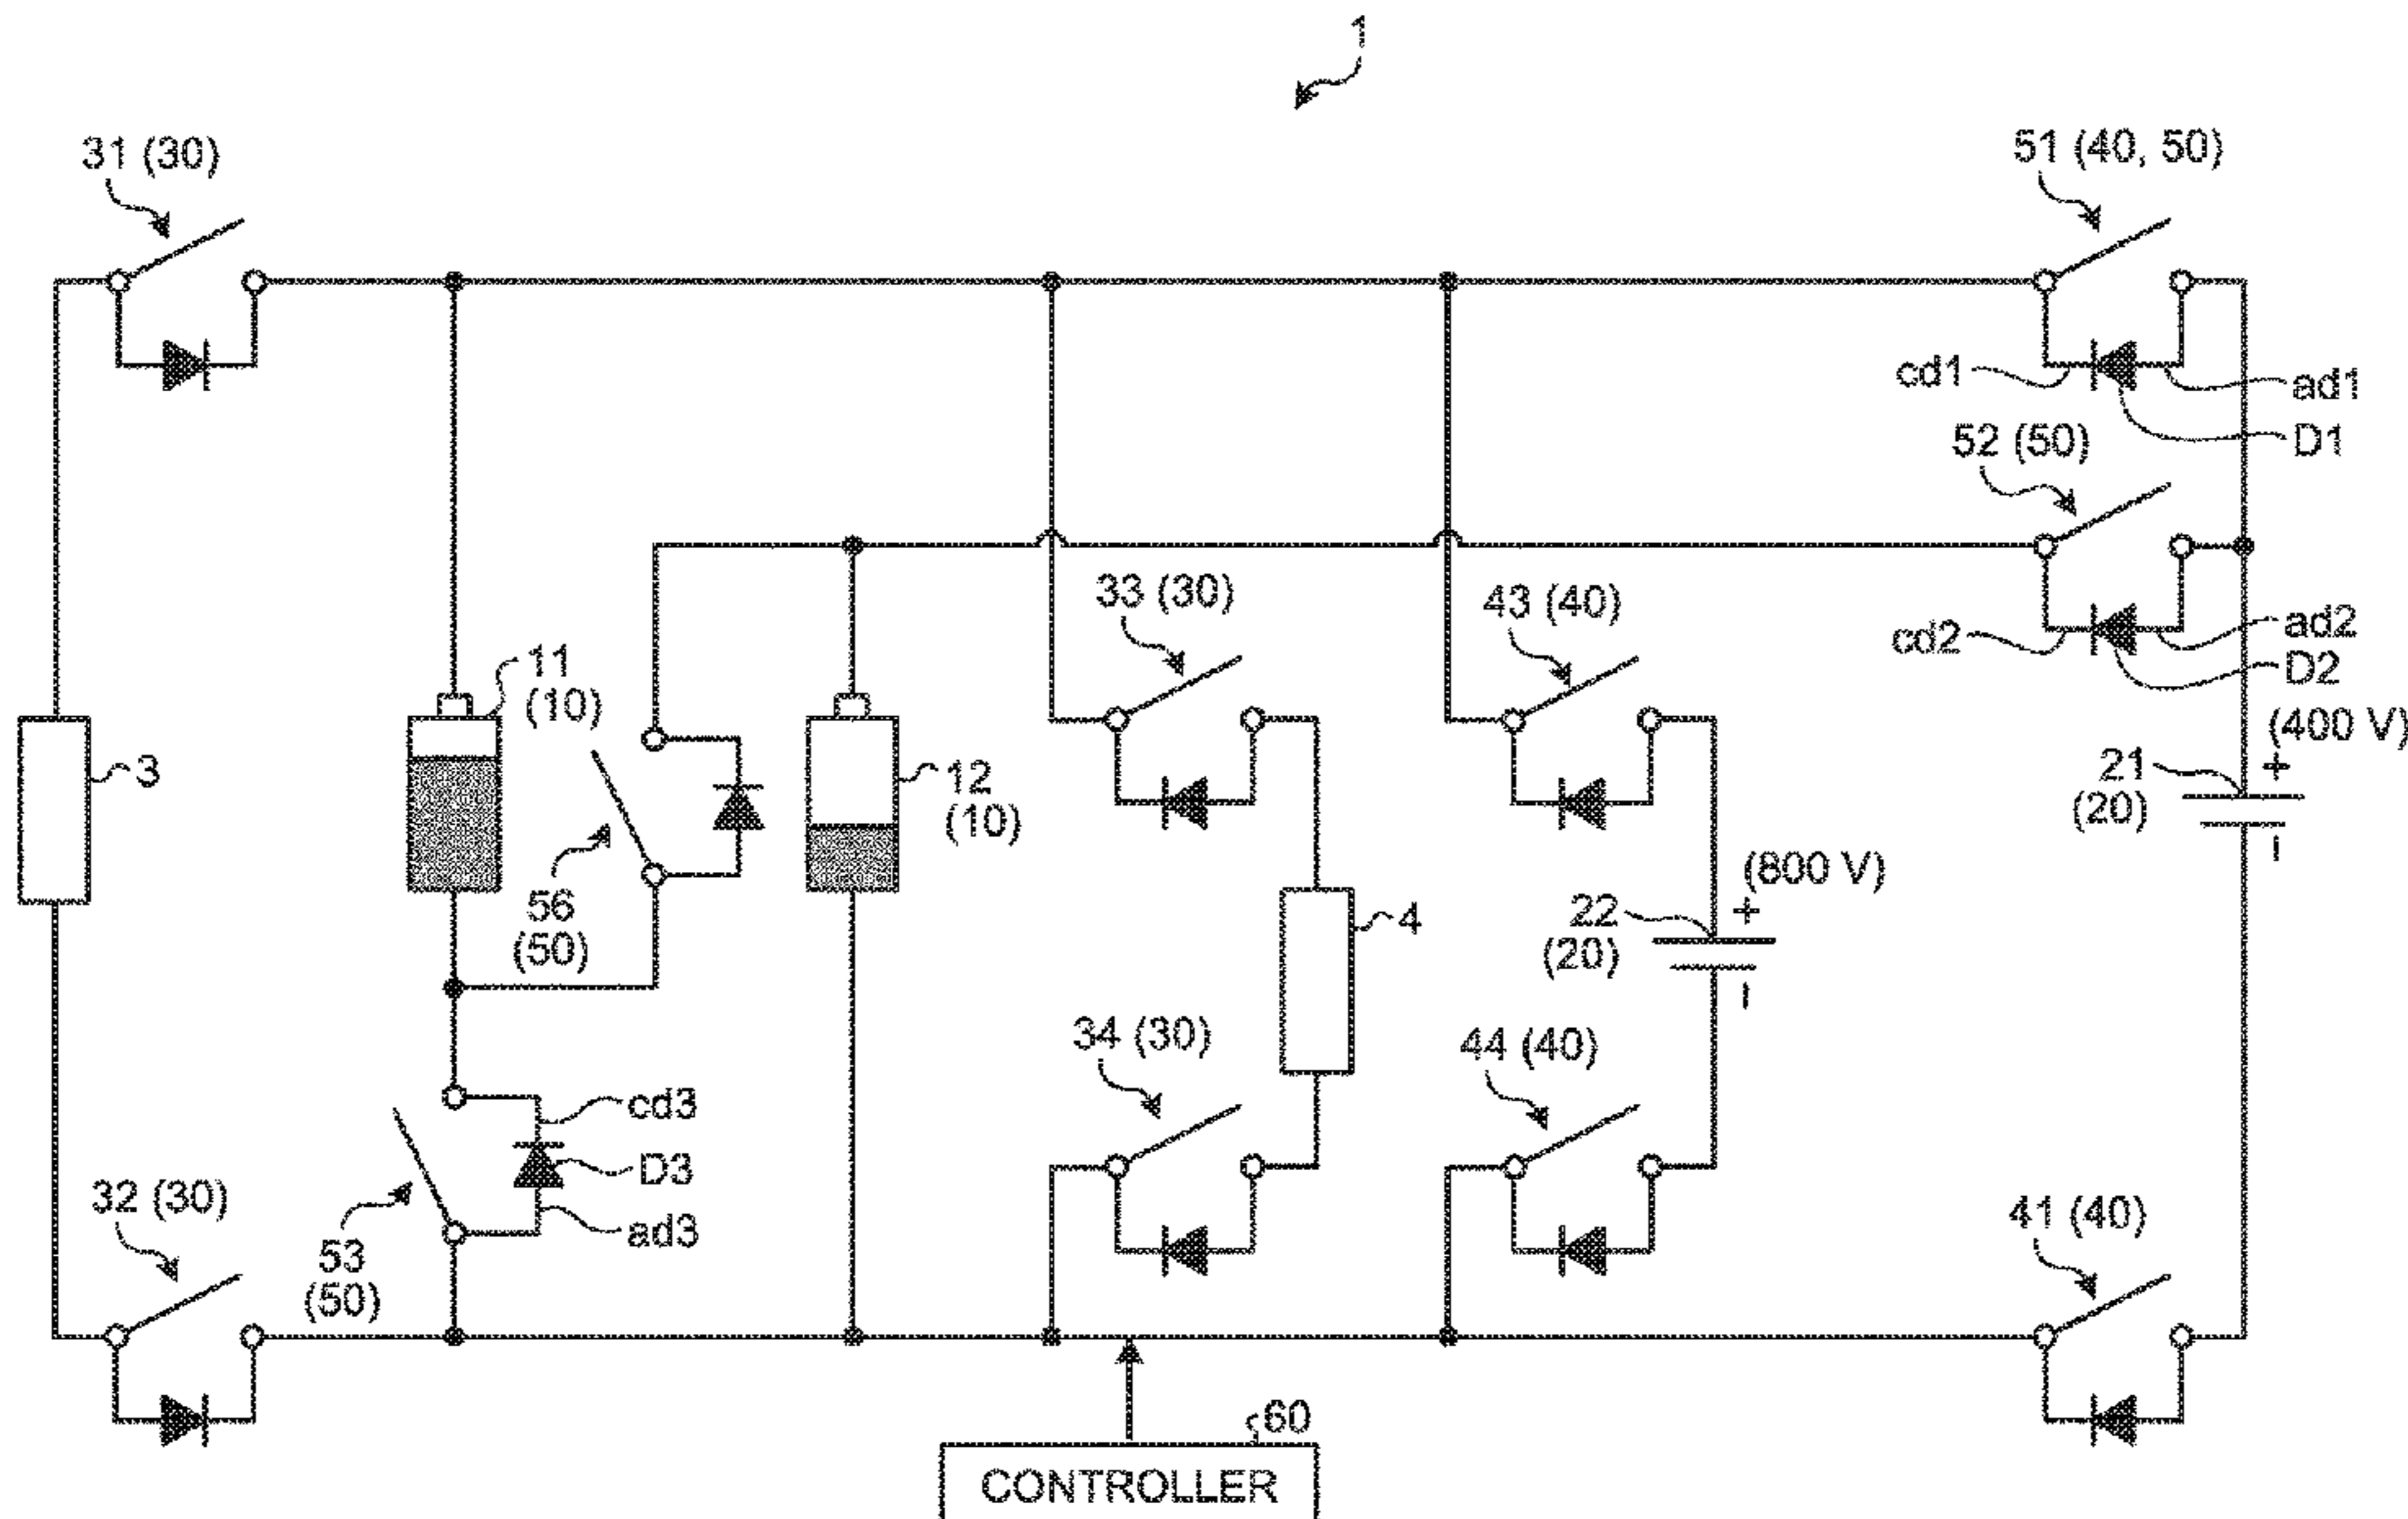 1
31 (30)
51 (40, 50)
cd1
ad1
D1
52 (50)
33 (30)
43 (40)
cd2
ad2
D2
11
(10)
(400 V)
3
12
(10)
21
(20)
+
−
56
(50)
(800 V)
4
22
(20)
+
−
34 (30)
44 (40)
cd3
D3
ad3
32 (30)
53
(50)
41 (40)
60
CONTROLLER